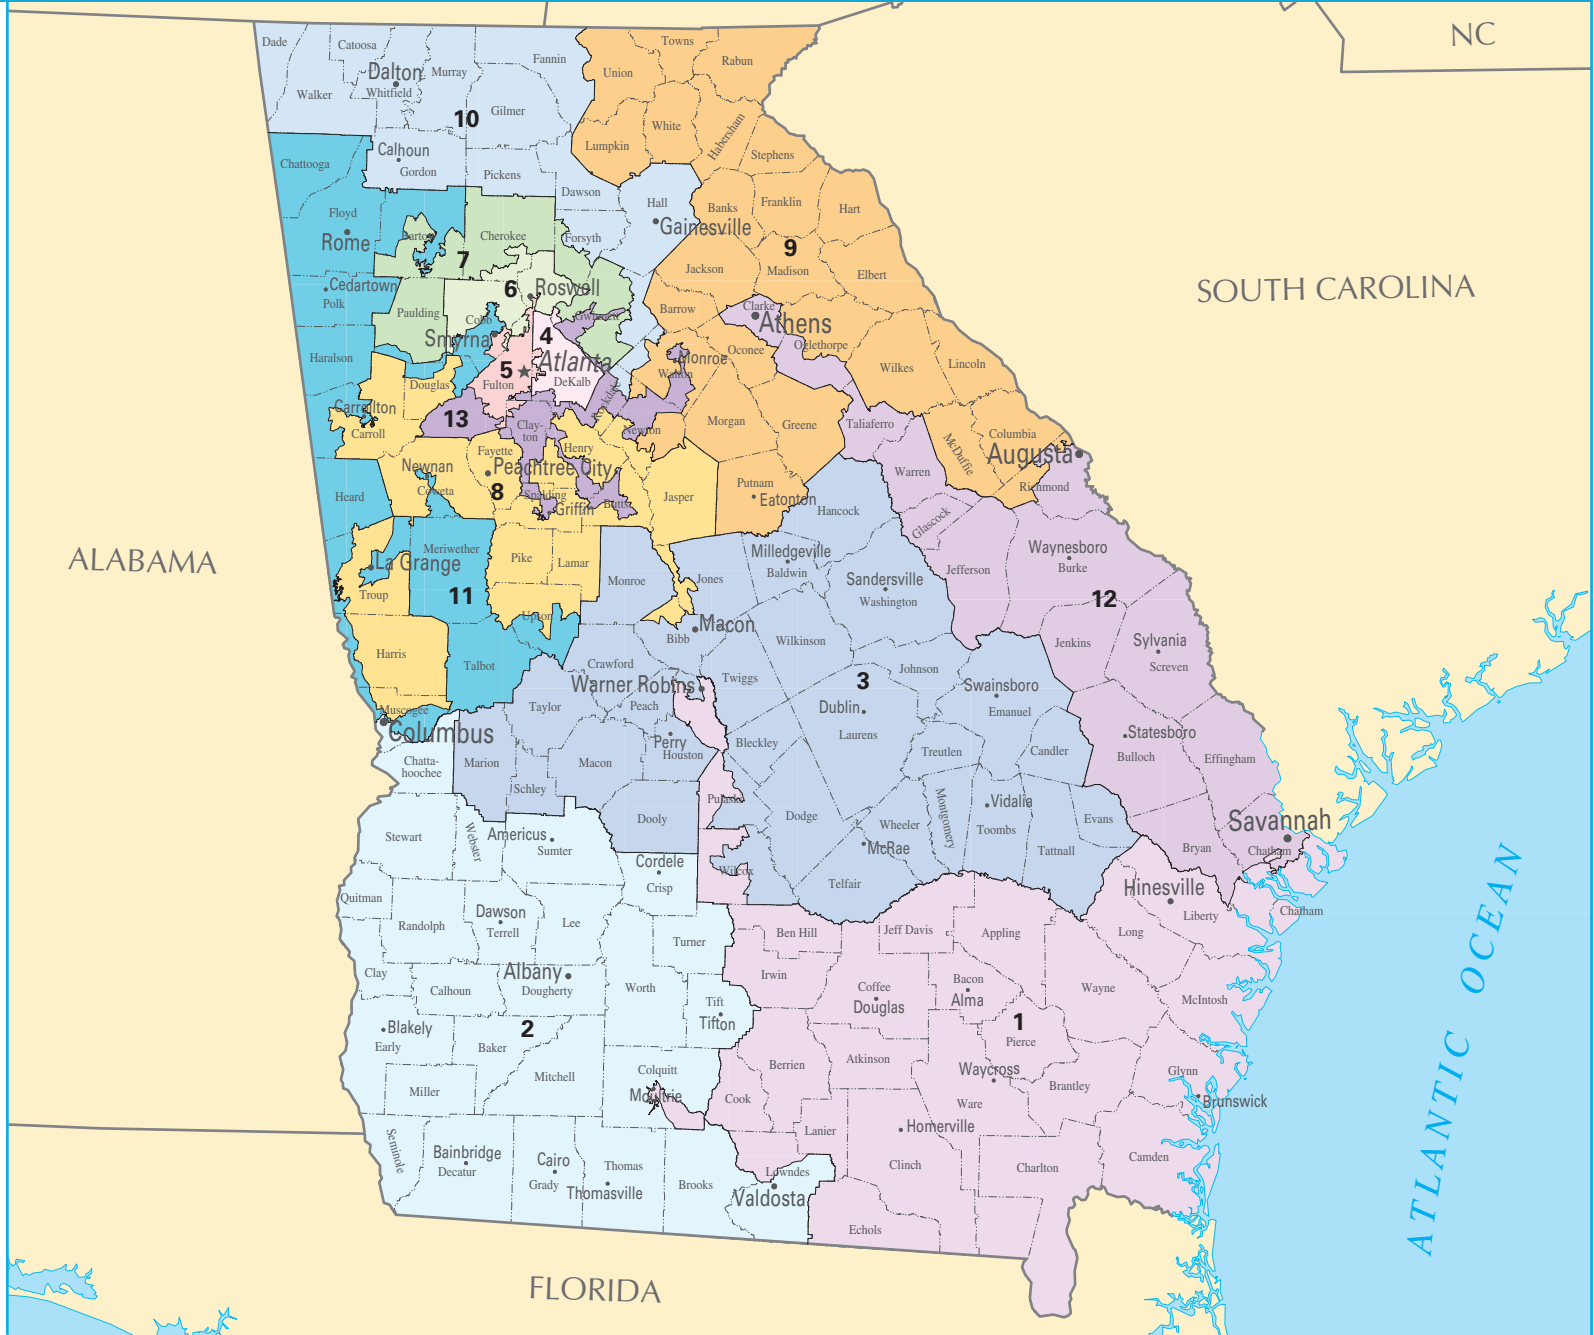 NC
Dade
Catoosa
Fannin
Towns
Rabun
Union
Dalton
Murray
Whitfield
Walker
Gilmer
10
White
Habersham
Lumpkin
Stephens
Calhoun
Gordon
Chattooga
Pickens
Dawson
Hall
Banks
Franklin
Hart
Floyd
Rome
Bartow
Cherokee
Forsyth
Gainesville
7
9
Jackson
Madison
Elbert
SOUTH CAROLINA
Cedartown
Polk
6
Roswell
Paulding
Cobb
Gwinnett
Barrow
Clarke
Athens
Smyrna
4
Atlanta
Oconee
Oglethorpe
Haralson
Monroe
Walton
5
Fulton
DeKalb
Douglas
Wilkes
Lincoln
Rockdale
Carrollton
Carroll
13
Clay-
ton
Newton
Morgan
Greene
Taliaferro
McDuffie
Columbia
Augusta
Fayette
Henry
Newnan
Peachtree City
Coweta
8
Spalding
Griffin
Butts
Jasper
Putnam
Eatonton
Warren
Richmond
Heard
Hancock
Glascock
ALABAMA
Meriwether
La Grange
Pike
Lamar
Monroe
Jones
Milledgeville
Baldwin
Sandersville
Washington
Jefferson
Waynesboro
Burke
Troup
11
12
Upson
Bibb
Macon
Wilkinson
Jenkins
Sylvania
Screven
Harris
Talbot
Crawford
Warner Robins
Twiggs
Johnson
3
Swainsboro
Emanuel
Muscogee
Columbus
Taylor
Peach
Dublin
Laurens
Perry
Houston
Bleckley
Treutlen
Candler
Statesboro
Bulloch
Effingham
Chatta-
hoochee
Marion
Macon
Schley
Pulaski
Dodge
Wheeler
Montgomery
Vidalia
Toombs
Evans
Savannah
Stewart
Webster
Americus
Sumter
Dooly
McRae
Tattnall
Bryan
Chatham
Cordele
Crisp
Wilcox
Telfair
Hinesville
Liberty
Chatham
Quitman
Randolph
Dawson
Terrell
Lee
Turner
Ben Hill
Jeff Davis
Appling
Long
Clay
Calhoun
Albany
Dougherty
Worth
Irwin
Coffee
Douglas
Bacon
Alma
Wayne
McIntosh
Tift
Tifton
Blakely
Early
2
Baker
1
Pierce
Miller
Mitchell
Colquitt
Moultrie
Berrien
Cook
Atkinson
Waycross
Ware
Brantley
Glynn
Brunswick
Seminole
Bainbridge
Decatur
Cairo
Grady
Thomas
Thomasville
Brooks
Lanier
Lowndes
Valdosta
Homerville
Clinch
Charlton
Camden
Echols
FLORIDA
ATLANTIC OCEAN